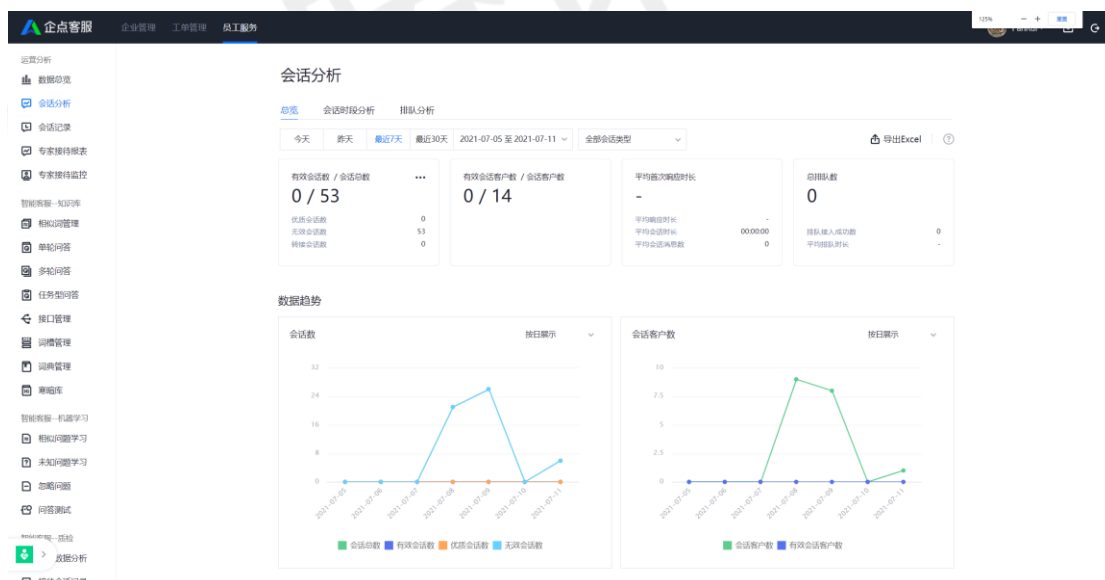 企点客服 企业管理 工单管理 员工服务
125% － + 重置
运营分析
数据总览
会话分析
会话记录
专家接待报表
专家接待监控
智能客服--知识库
相似词管理
单轮问答
多轮问答
任务型问答
接口管理
词槽管理
词典管理
寒暄库
智能客服--机器学习
相似问题学习
未知问题学习
忽略问题
问答测试
数据分析
会话分析
总览 会话时段分析 排队分析
今天 昨天 最近7天 最近30天 2021-07-05 至 2021-07-11 全部会话类型 导出Excel
有效会话数 / 会话总数 •••
0 / 53
优质会话数 0
无效会话数 53
转接会话数 0
有效会话客户数 / 会话客户数
0 / 14
平均首次响应时长
-
平均响应时长 -
平均会话时长 00:00:00
平均会话消息数 0
总排队数
0
排队接入成功数 0
平均排队时长 -
数据趋势
会话数 按日展示
32
24
16
8
0
2021-07-05 2021-07-06 2021-07-07 2021-07-08 2021-07-09 2021-07-10 2021-07-11
会话总数 有效会话数 优质会话数 无效会话数
会话客户数 按日展示
10
7.5
5
2.5
0
2021-07-05 2021-07-06 2021-07-07 2021-07-08 2021-07-09 2021-07-10 2021-07-11
会话客户数 有效会话客户数